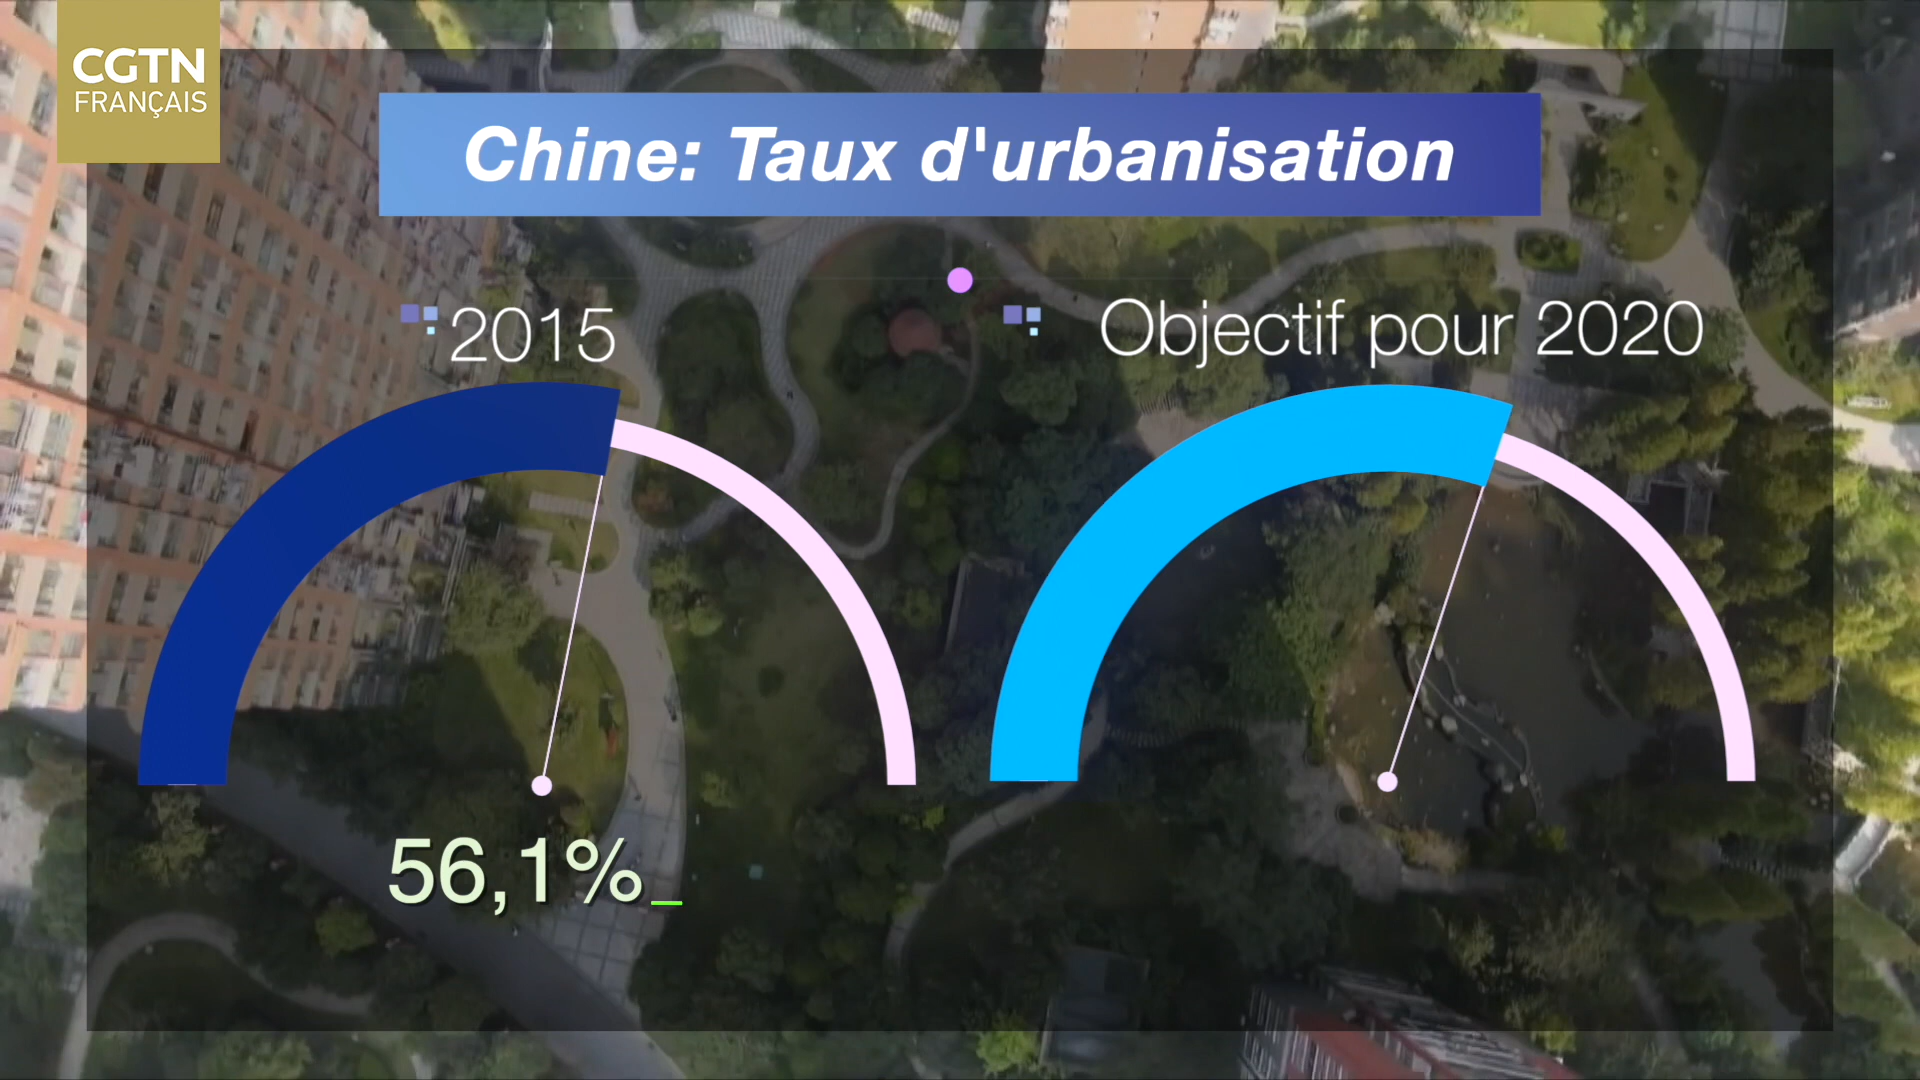 CGTN
FRANÇAIS
Chine: Taux d'urbanisation
2015
Objectif pour 2020
56,1%_